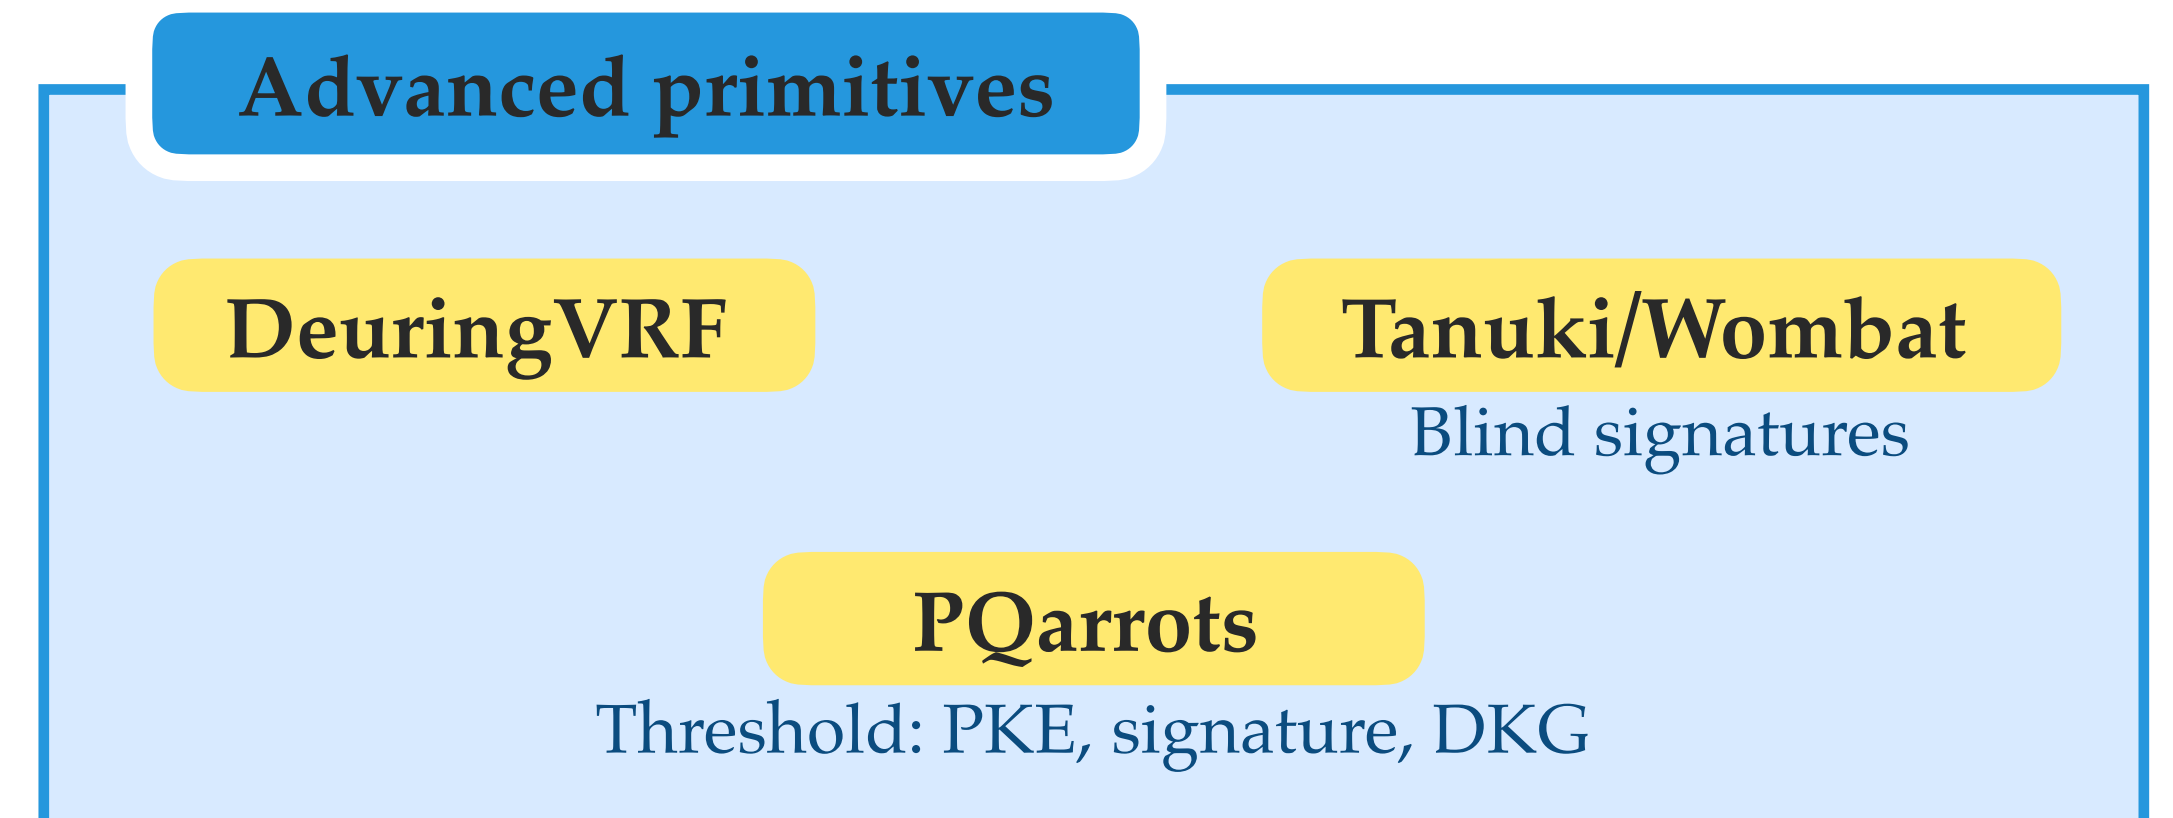 Advanced primitives
DeuringVRF
Tanuki/Wombat
Blind signatures
PQarrots
Threshold: PKE, signature, DKG